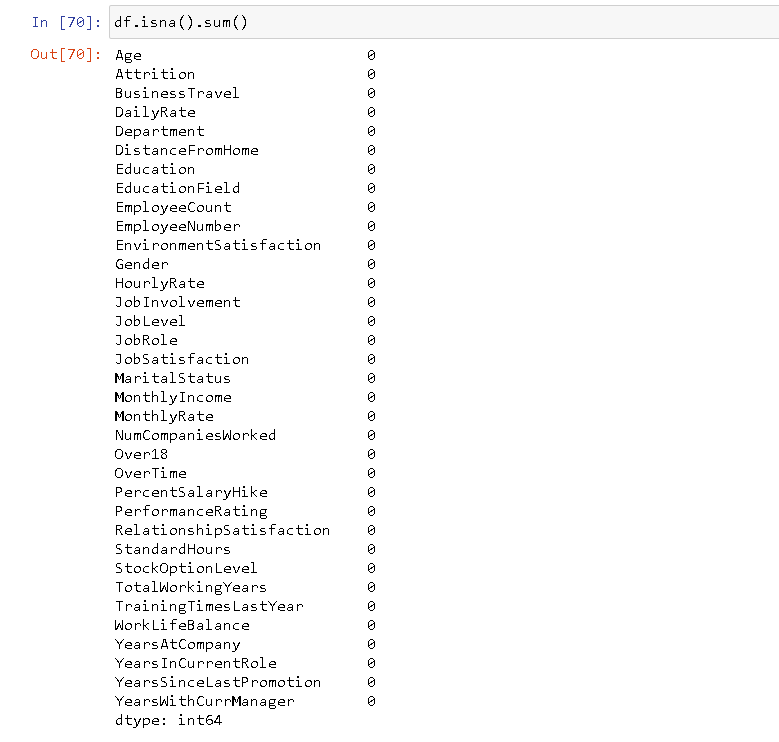 In [70]: df.isna().sum()
Out[70]: Age 0
Attrition 0
BusinessTravel 0
DailyRate 0
Department 0
DistanceFromHome 0
Education 0
EducationField 0
EmployeeCount 0
EmployeeNumber 0
EnvironmentSatisfaction 0
Gender 0
HourlyRate 0
JobInvolvement 0
JobLevel 0
JobRole 0
JobSatisfaction 0
MaritalStatus 0
MonthlyIncome 0
MonthlyRate 0
NumCompaniesWorked 0
Over18 0
OverTime 0
PercentSalaryHike 0
PerformanceRating 0
RelationshipSatisfaction 0
StandardHours 0
StockOptionLevel 0
TotalWorkingYears 0
TrainingTimesLastYear 0
WorkLifeBalance 0
YearsAtCompany 0
YearsInCurrentRole 0
YearsSinceLastPromotion 0
YearsWithCurrManager 0
dtype: int64